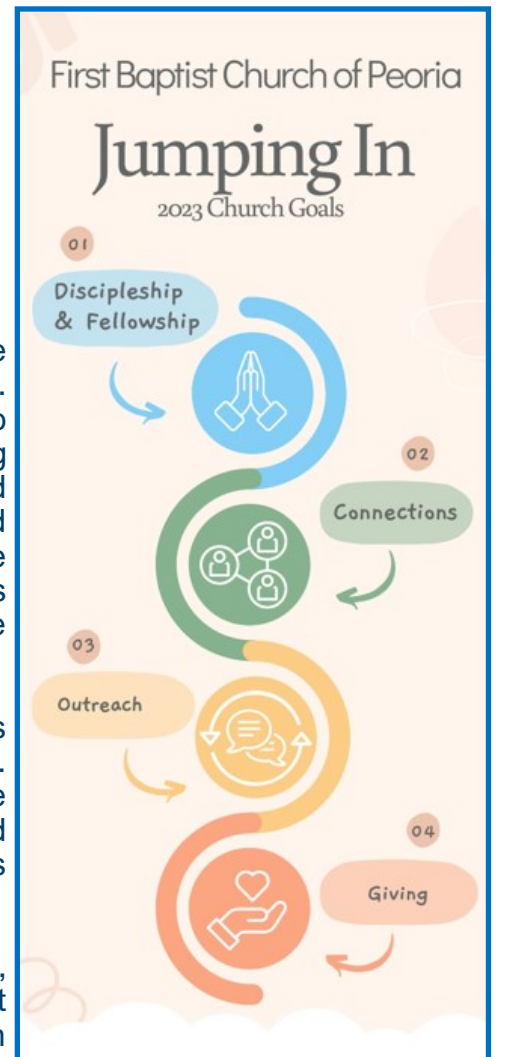 First Baptist Church of Peoria
Jumping In
2023 Church Goals
01
Discipleship
& Fellowship
02
Connections
03
Outreach
04
Giving